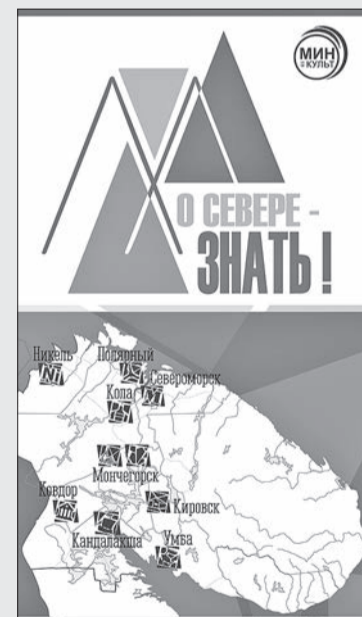 МИН
КУЛЬТ
О СЕВЕРЕ -
ЗНАТЬ!
Никель
Полярный
Североморск
Кола
Мончегорск
Ковдор
Кировск
Кандалакша
Умба